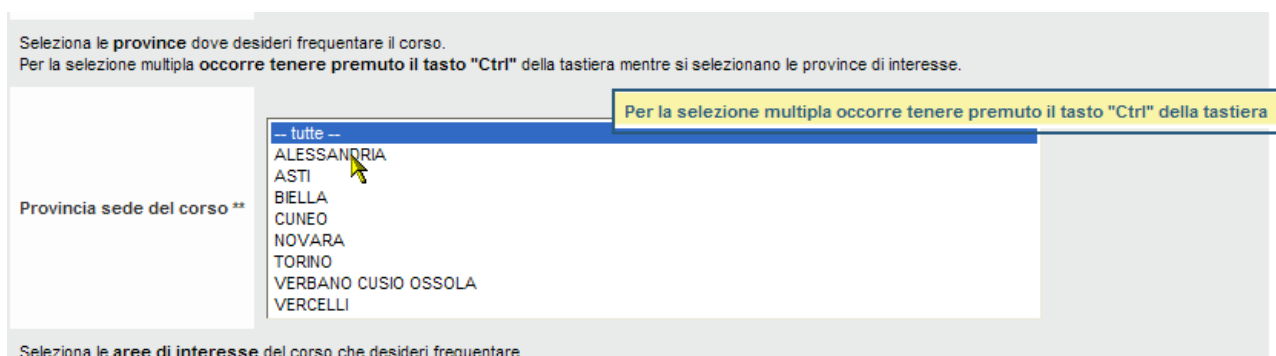 Seleziona le province dove desideri frequentare il corso.
Per la selezione multipla occorre tenere premuto il tasto "Ctrl" della tastiera mentre si selezionano le province di interesse.
Per la selezione multipla occorre tenere premuto il tasto "Ctrl" della tastiera
-- tutte --
ALESSANDRIA
ASTI
BIELLA
Provincia sede del corso **
CUNEO
NOVARA
TORINO
VERBANO CUSIO OSSOLA
VERCELLI
Seleziona le aree di interesse del corso che desideri frequentare